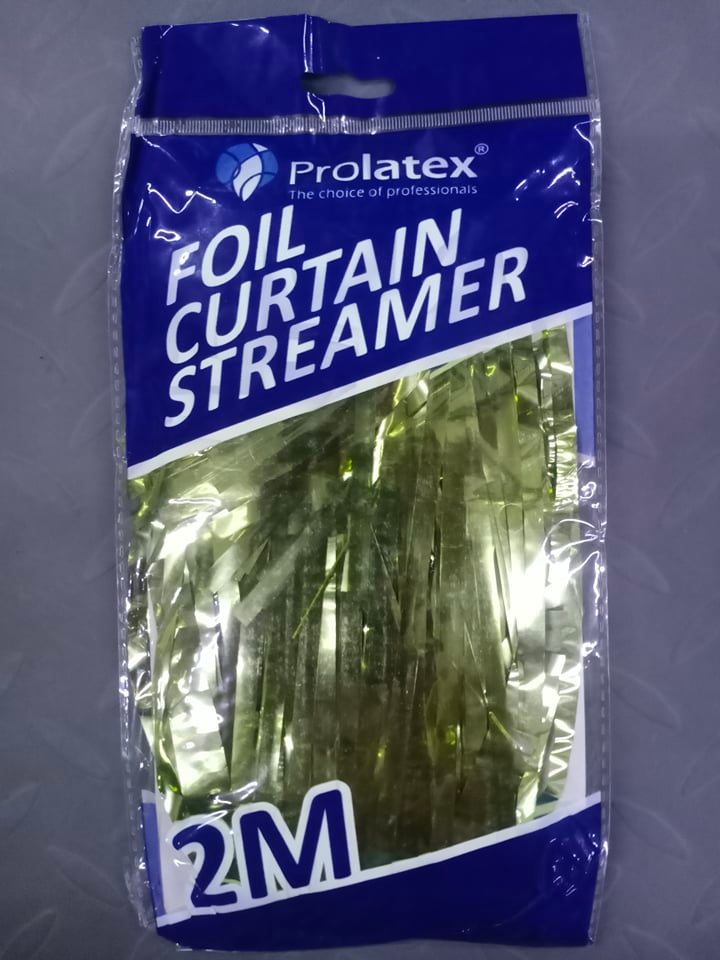 Prolatex®
The choice of professionals
FOIL
CURTAIN
STREAMER
2M